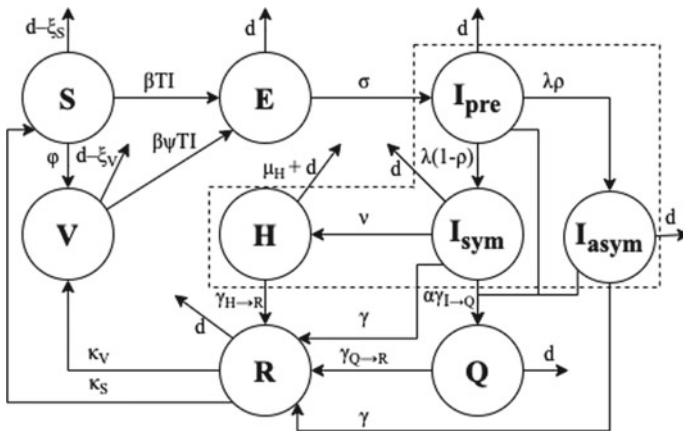 d–ξS d d
S βTI E σ Ipre λρ
φ d–ξV βψTI μH + d d λ(1-ρ)
V H ν Isym Iasym d
γH→R αγI→Q
d γ
κV R γQ→R Q d
κS
γ